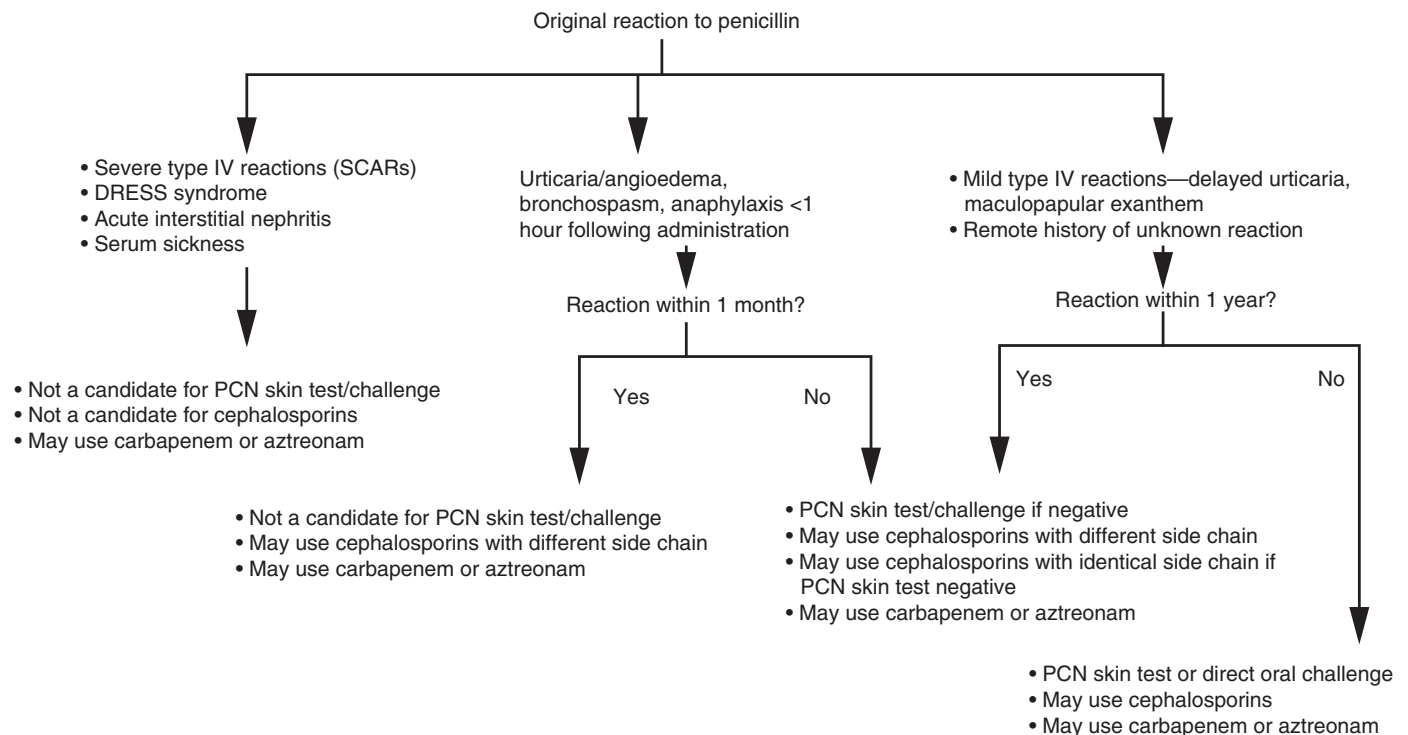 Original reaction to penicillin
• Severe type IV reactions (SCARs)
• DRESS syndrome
• Acute interstitial nephritis
• Serum sickness
Urticaria/angioedema,
bronchospasm, anaphylaxis <1
hour following administration
• Mild type IV reactions—delayed urticaria,
maculopapular exanthem
• Remote history of unknown reaction
Reaction within 1 month?
Reaction within 1 year?
• Not a candidate for PCN skin test/challenge
• Not a candidate for cephalosporins
• May use carbapenem or aztreonam
Yes
No
Yes
No
• Not a candidate for PCN skin test/challenge
• May use cephalosporins with different side chain
• May use carbapenem or aztreonam
• PCN skin test/challenge if negative
• May use cephalosporins with different side chain
• May use cephalosporins with identical side chain if
PCN skin test negative
• May use carbapenem or aztreonam
• PCN skin test or direct oral challenge
• May use cephalosporins
• May use carbapenem or aztreonam